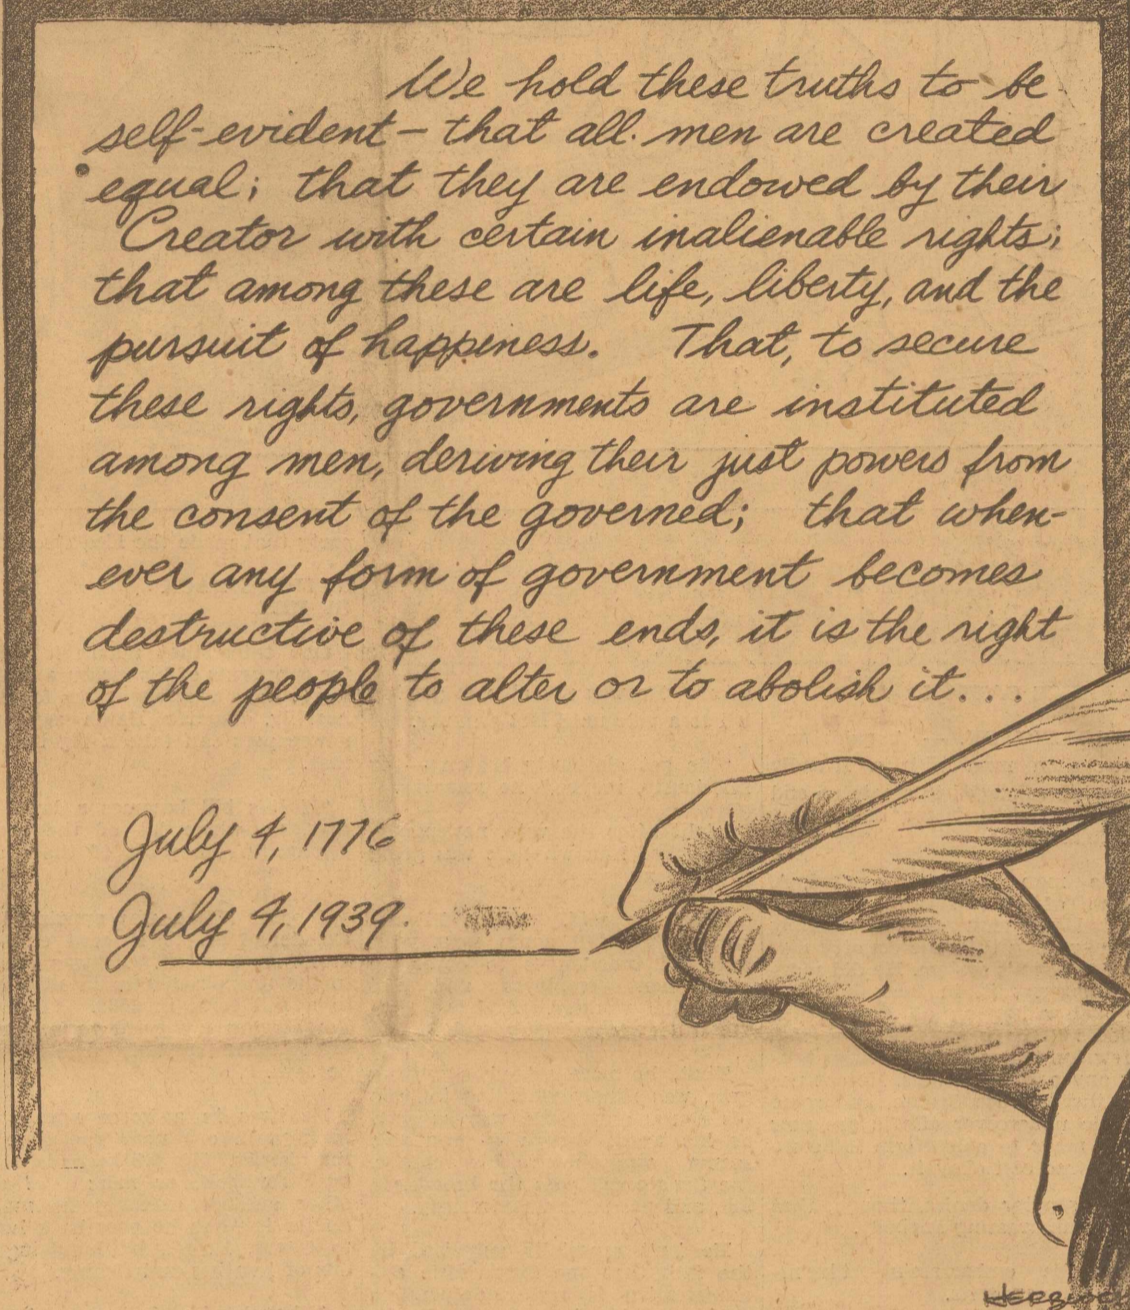 We hold these truths to be
self-evident – that all men are created
equal; that they are endowed by their
Creator with certain inalienable rights;
that among these are life, liberty, and the
pursuit of happiness. That, to secure
these rights, governments are instituted
among men, deriving their just powers from
the consent of the governed; that when-
ever any form of government becomes
destructive of these ends, it is the right
of the people to alter or to abolish it...
July 4, 1776
July 4, 1939.
HERBLOCK